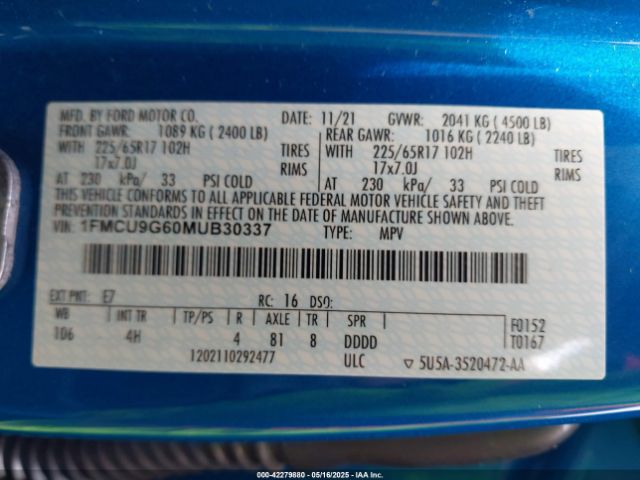 MFD. BY FORD MOTOR CO. DATE: 11/21 GVWR: 2041 KG ( 4500 LB)
FRONT GAWR: 1089 KG ( 2400 LB) REAR GAWR: 1016 KG ( 2240 LB)
WITH 225/65R17 102H TIRES WITH 225/65R17 102H TIRES
17x7.0J RIMS 17x7.0J RIMS
AT 230 kPa/ 33 PSI COLD AT 230 kPa/ 33 PSI COLD
THIS VEHICLE CONFORMS TO ALL APPLICABLE FEDERAL MOTOR VEHICLE SAFETY AND THEFT
PREVENTION STANDARDS IN EFFECT ON THE DATE OF MANUFACTURE SHOWN ABOVE.
VIN: 1FMCU9G60MUB30337 TYPE: MPV
EXT PNT: E7 RC: 16 DSO:
WB INT TR TP/PS R AXLE TR SPR F0152
106 4H 4 81 8 DDDD T0167
1202110292477 ULC ▽ 5U5A-3520472-AA
000-42279880 - 05/16/2025 - IAA Inc.